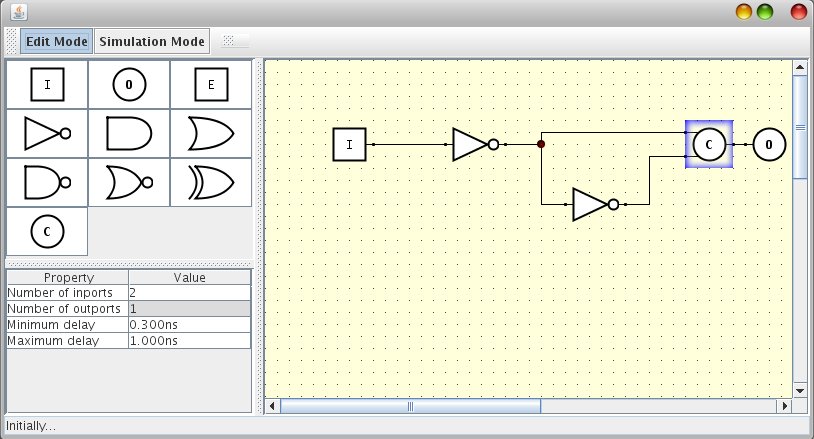 Edit Mode Simulation Mode
I O E
C
Property Value
Number of inports 2
Number of outports 1
Minimum delay 0.300ns
Maximum delay 1.000ns
I C O
Initially...